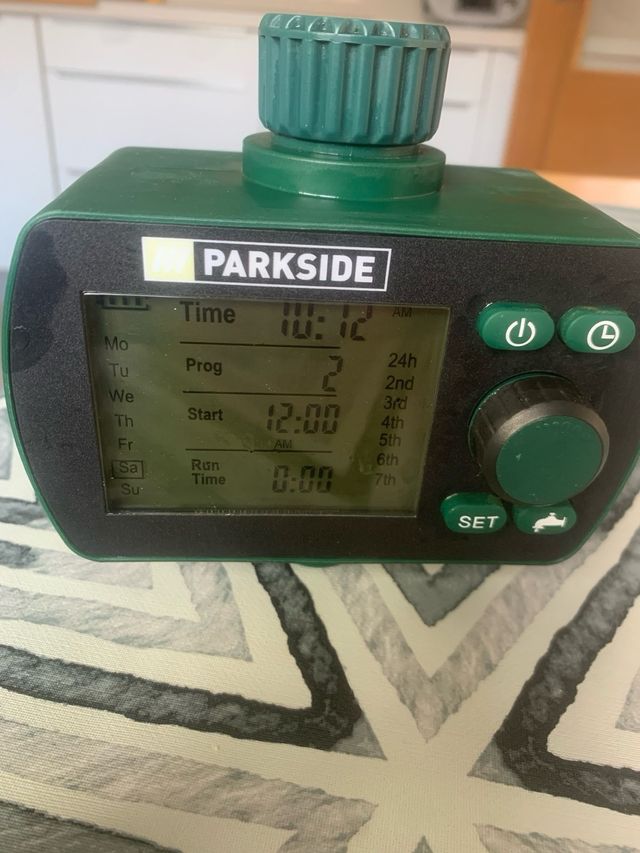 PARKSIDE
Time 10:12 AM
Mo
Prog 2 24h
Tu 2nd
We 3rd
Start 12:00 4th
Th AM 5th
Fr 6th
Sa Run Time 0:00 7th
Su
SET